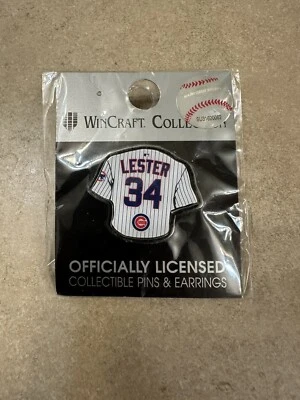 WINCRAFT COLLECTION
LESTER
34
OFFICIALLY LICENSED
COLLECTIBLE PINS & EARRINGS